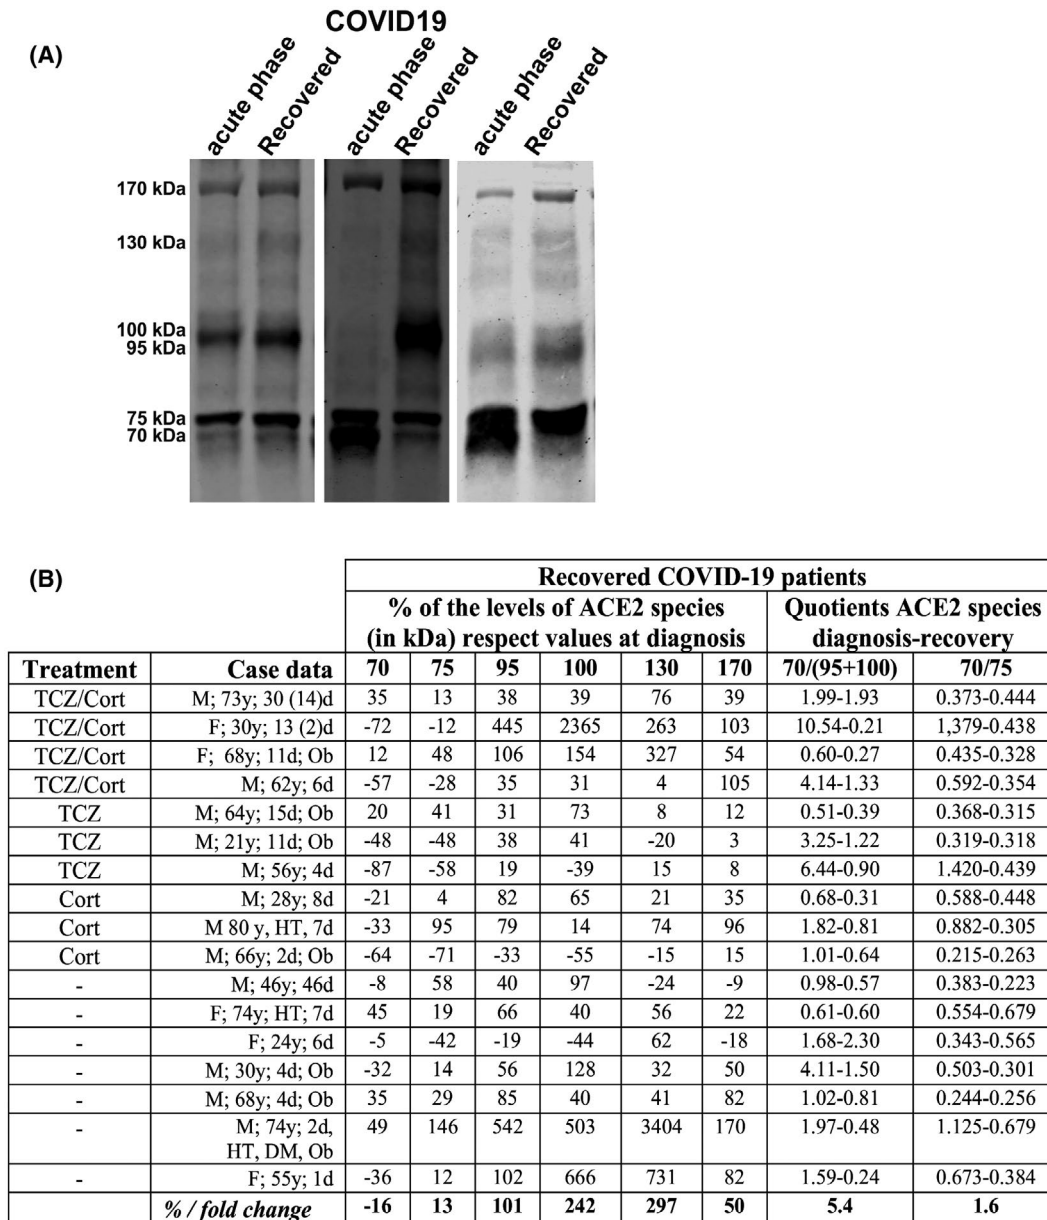 COVID19
(A)
acute phase Recovered acute phase Recovered acute phase Recovered
170 kDa
130 kDa
100 kDa
95 kDa
75 kDa
70 kDa
(B)
Recovered COVID-19 patients
% of the levels of ACE2 species Quotients ACE2 species
(in kDa) respect values at diagnosis diagnosis-recovery
Treatment Case data 70 75 95 100 130 170 70/(95+100) 70/75
TCZ/Cort M; 73y; 30 (14)d 35 13 38 39 76 39 1.99-1.93 0.373-0.444
TCZ/Cort F; 30y; 13 (2)d -72 -12 445 2365 263 103 10.54-0.21 1,379-0.438
TCZ/Cort F; 68y; 11d; Ob 12 48 106 154 327 54 0.60-0.27 0.435-0.328
TCZ/Cort M; 62y; 6d -57 -28 35 31 4 105 4.14-1.33 0.592-0.354
TCZ M; 64y; 15d; Ob 20 41 31 73 8 12 0.51-0.39 0.368-0.315
TCZ M; 21y; 11d; Ob -48 -48 38 41 -20 3 3.25-1.22 0.319-0.318
TCZ M; 56y; 4d -87 -58 19 -39 15 8 6.44-0.90 1.420-0.439
Cort M; 28y; 8d -21 4 82 65 21 35 0.68-0.31 0.588-0.448
Cort M 80 y, HT, 7d -33 95 79 14 74 96 1.82-0.81 0.882-0.305
Cort M; 66y; 2d; Ob -64 -71 -33 -55 -15 15 1.01-0.64 0.215-0.263
- M; 46y; 46d -8 58 40 97 -24 -9 0.98-0.57 0.383-0.223
- F; 74y; HT; 7d 45 19 66 40 56 22 0.61-0.60 0.554-0.679
- F; 24y; 6d -5 -42 -19 -44 62 -18 1.68-2.30 0.343-0.565
- M; 30y; 4d; Ob -32 14 56 128 32 50 4.11-1.50 0.503-0.301
- M; 68y; 4d; Ob 35 29 85 40 41 82 1.02-0.81 0.244-0.256
- M; 74y; 2d, 49 146 542 503 3404 170 1.97-0.48 1.125-0.679
HT, DM, Ob
- F; 55y; 1d -36 12 102 666 731 82 1.59-0.24 0.673-0.384
% / fold change -16 13 101 242 297 50 5.4 1.6